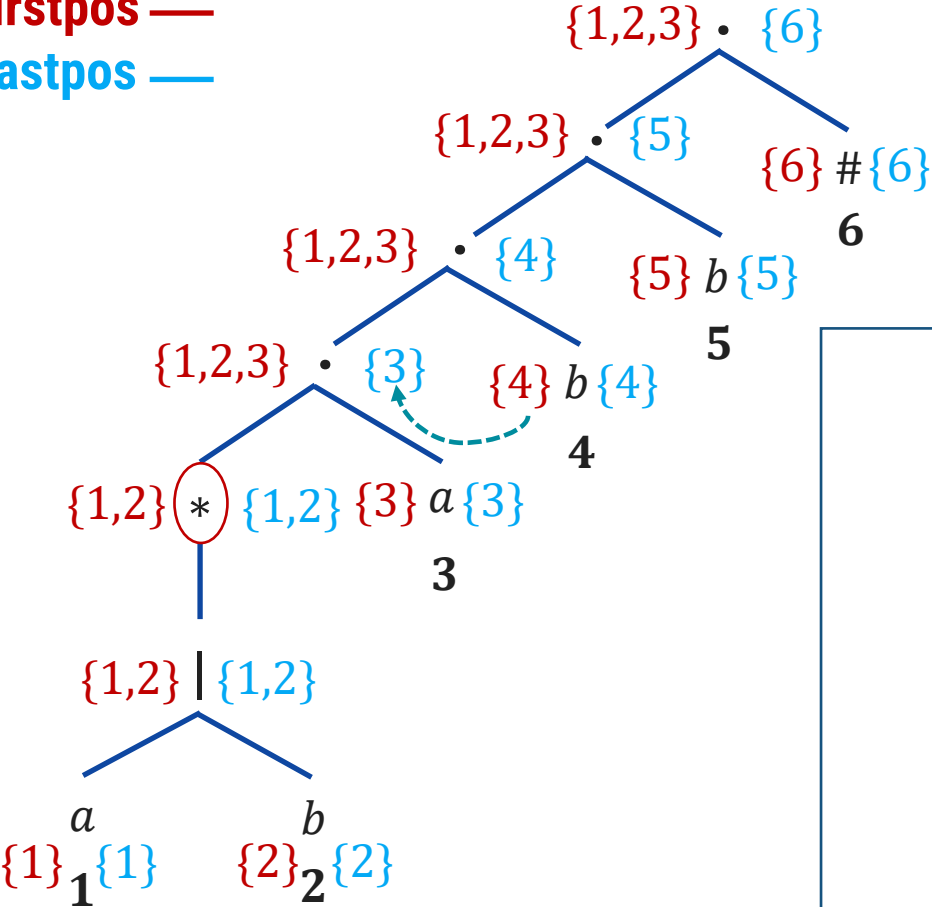 rstpos
astpos
{1,2,3} • {6}
{1,2,3} • {5}
{6} # {6}
6
{1,2,3} • {4}
{5} b {5}
5
{1,2,3} • {3}
{4} b {4}
4
{1,2} * {1,2} {3} a {3}
3
{1,2} | {1,2}
a b
{1} 1 {1} {2} 2 {2}